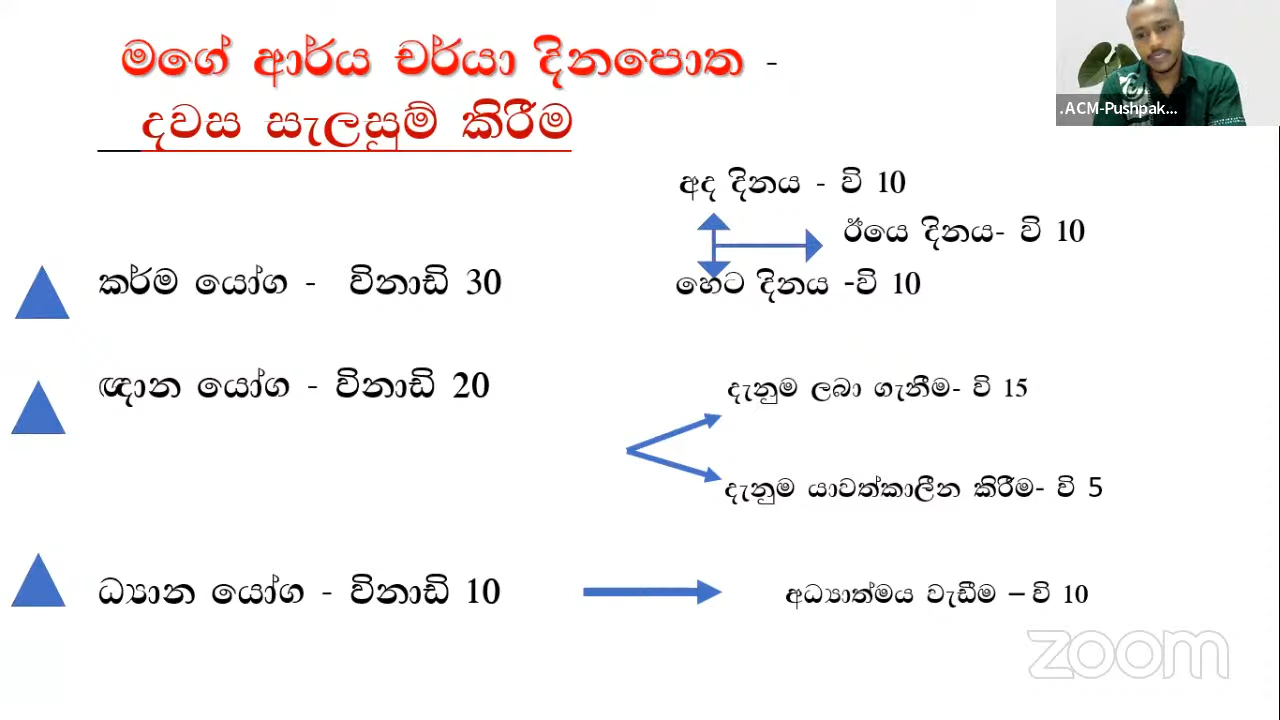 මගේ ආර්ය චර්යා දිනපොත -
දවස සැලසුම් කිරීම
.ACM-Pushpak...
අද දිනය - වි 10
ඊයෙ දිනය- වි 10
කර්ම යෝග - විනාඩි 30
හෙට දිනය -වි 10
ඥාන යෝග - විනාඩි 20
දැනුම ලබා ගැනීම- වි 15
දැනුම යාවත්කාලීන කිරීම- වි 5
ධ්‍යාන යෝග - විනාඩි 10
අධ්‍යාත්මය වැඩීම – වි 10
zoom